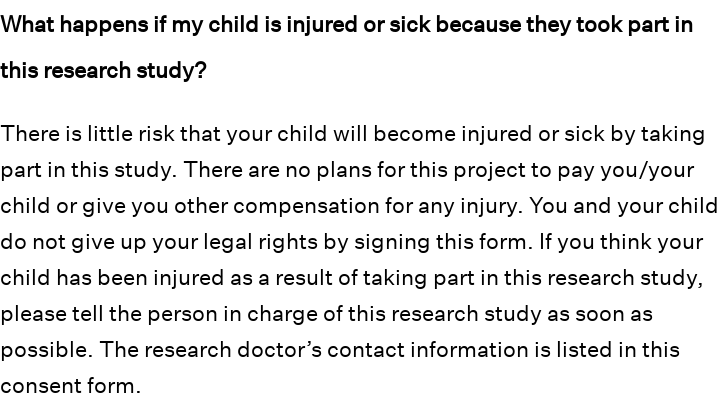 What happens if my child is injured or sick because they took part in
this research study?
There is little risk that your child will become injured or sick by taking
part in this study. There are no plans for this project to pay you/your
child or give you other compensation for any injury. You and your child
do not give up your legal rights by signing this form. If you think your
child has been injured as a result of taking part in this research study,
please tell the person in charge of this research study as soon as
possible. The research doctor’s contact information is listed in this
consent form.